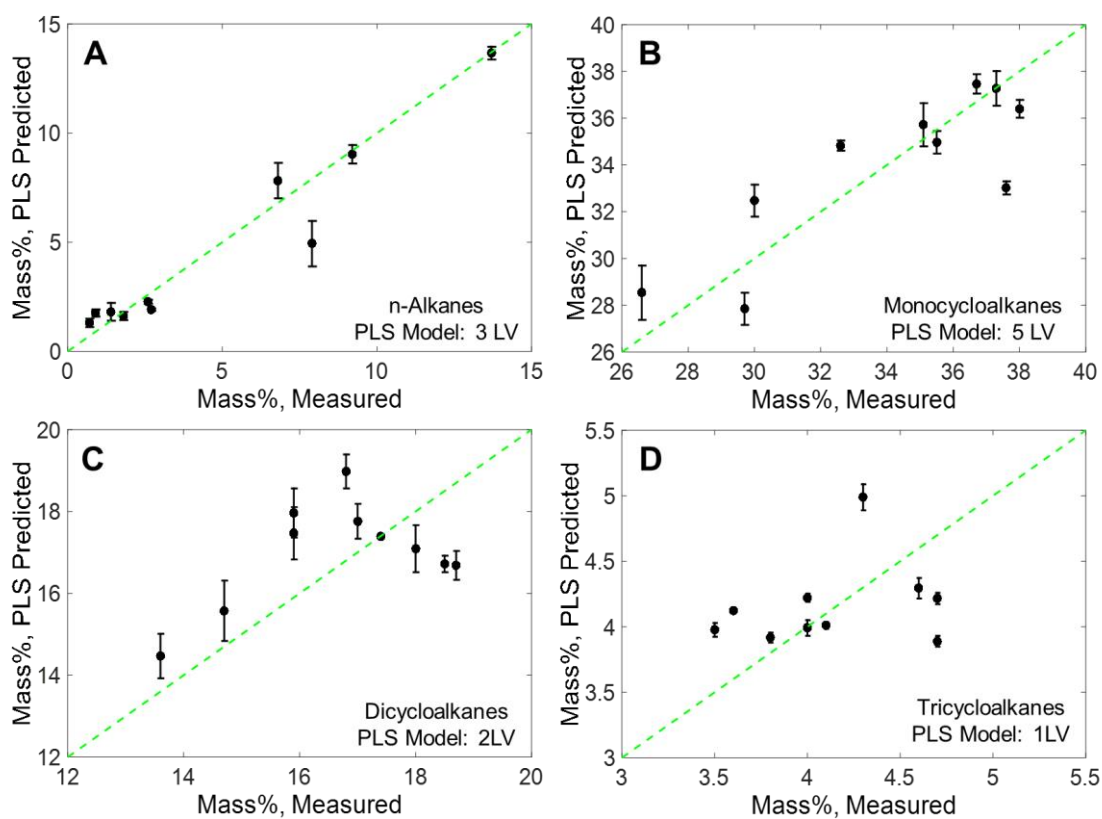 A
15
10
5
0
Mass%, PLS Predicted
n-Alkanes
PLS Model: 3 LV
0 5 10 15
Mass%, Measured
B
40
38
36
34
32
30
28
26
Mass%, PLS Predicted
Monocycloalkanes
PLS Model: 5 LV
26 28 30 32 34 36 38 40
Mass%, Measured
C
20
18
16
14
12
Mass%, PLS Predicted
Dicycloalkanes
PLS Model: 2LV
12 14 16 18 20
Mass%, Measured
D
5.5
5
4.5
4
3.5
3
Mass%, PLS Predicted
Tricycloalkanes
PLS Model: 1LV
3 3.5 4 4.5 5 5.5
Mass%, Measured